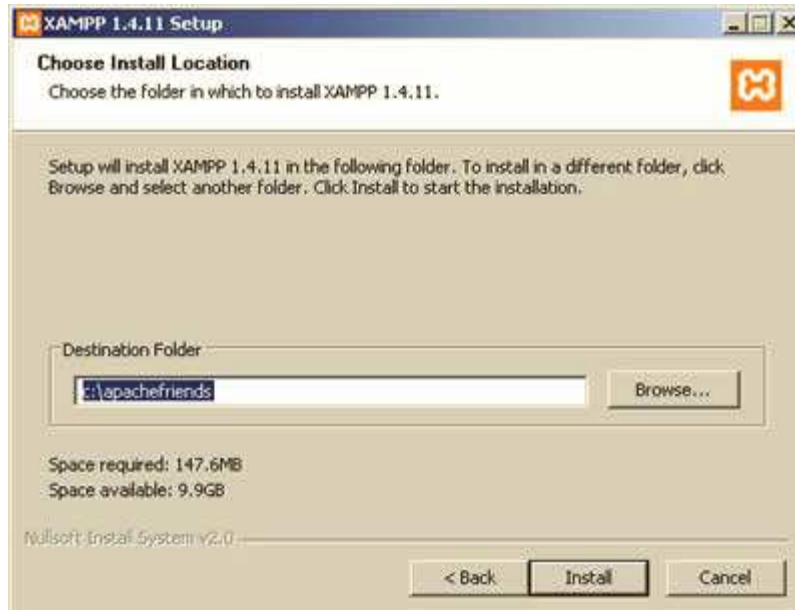 XAMPP 1.4.11 Setup
Choose Install Location
Choose the folder in which to install XAMPP 1.4.11.
Setup will install XAMPP 1.4.11 in the following folder. To install in a different folder, click
Browse and select another folder. Click Install to start the installation.
Destination Folder
c:\apachefriends
Browse...
Space required: 147.6MB
Space available: 9.9GB
Nullsoft Install System v2.0
< Back
Install
Cancel